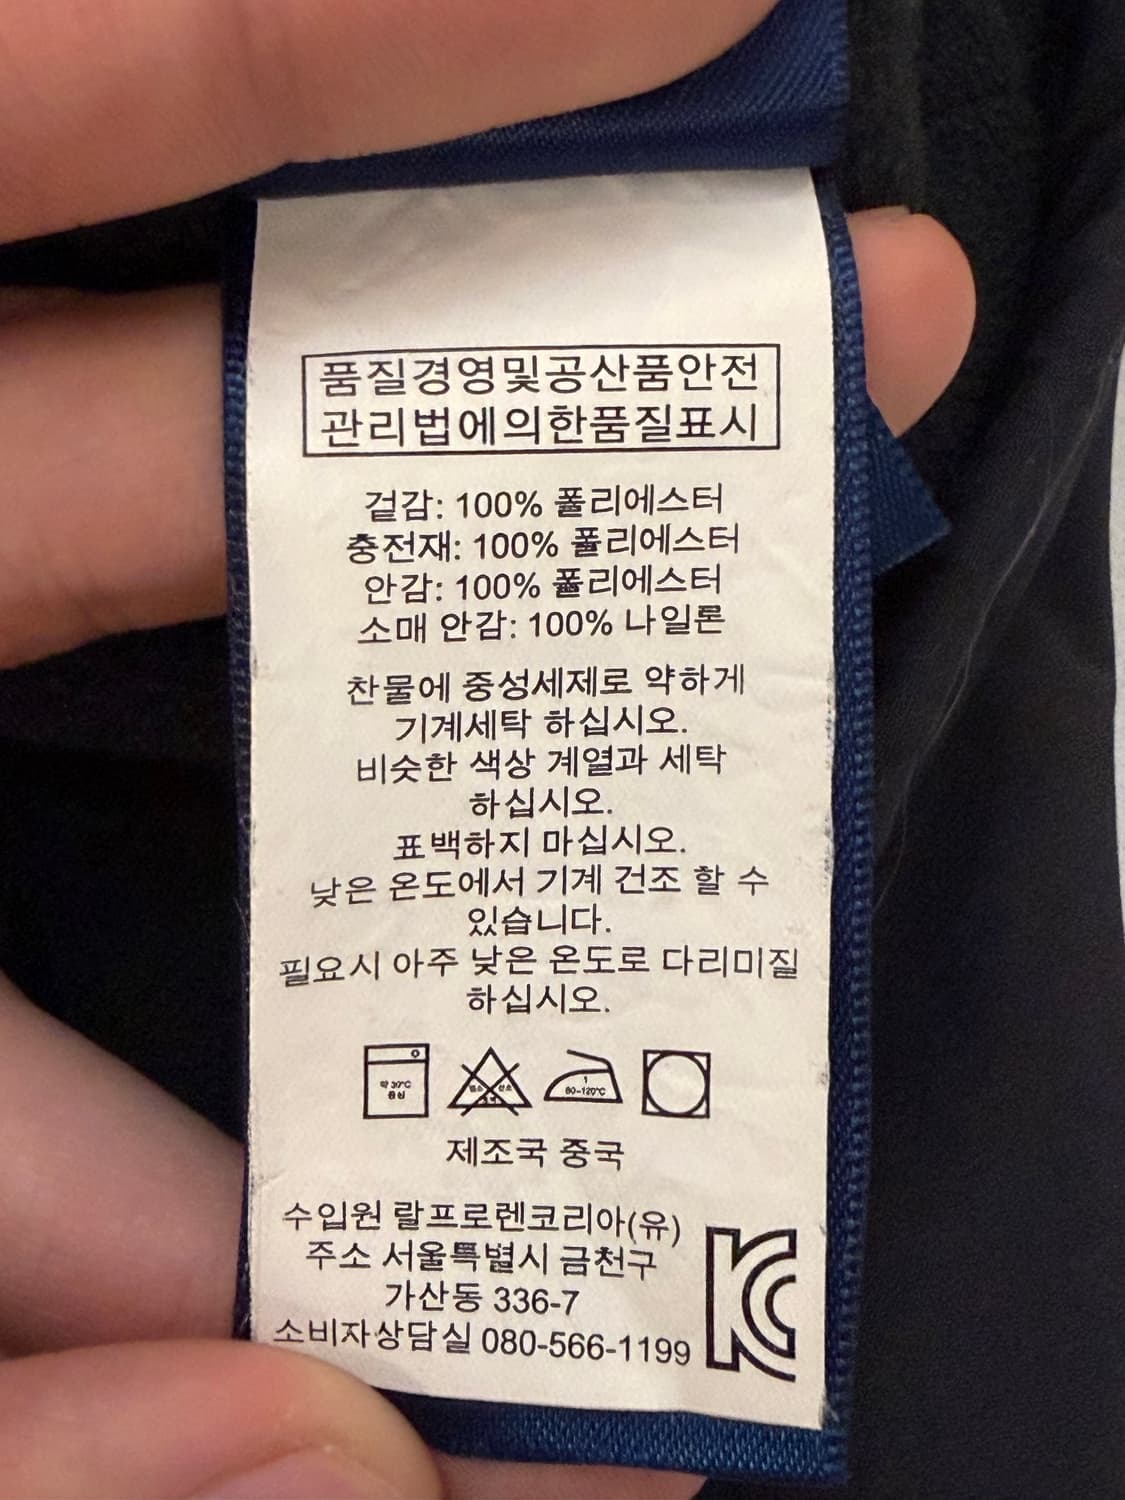 품질경영및공산품안전
관리법에의한품질표시
겉감: 100% 폴리에스터
충전재: 100% 폴리에스터
안감: 100% 폴리에스터
소매 안감: 100% 나일론
찬물에 중성세제로 약하게
기계세탁 하십시오.
비슷한 색상 계열과 세탁
하십시오.
표백하지 마십시오.
낮은 온도에서 기계 건조 할 수
있습니다.
필요시 아주 낮은 온도로 다리미질
하십시오.
약 30°C
중성
1
80-120°C
제조국 중국
수입원 랄프로렌코리아(유)
주소 서울특별시 금천구
가산동 336-7
소비자상담실 080-566-1199
KC